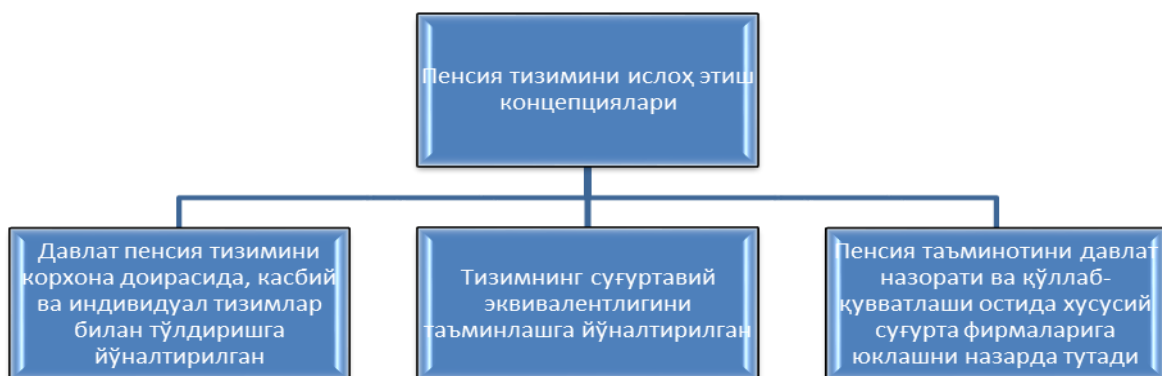 Пенсия тизимини ислоҳ этиш
концепциялари
Давлат пенсия тизимини
корхона доирасида, касбий
ва индивидуал тизимлар
билан тўлдиришга
йўналтирилган
Тизимнинг суғуртавий
эквивалентлигини
таъминлашга йўналтирилган
Пенсия таъминотини давлат
назорати ва қўллаб-
қувватлаши остида хусусий
суғурта фирмаларига
юклашни назарда тутади